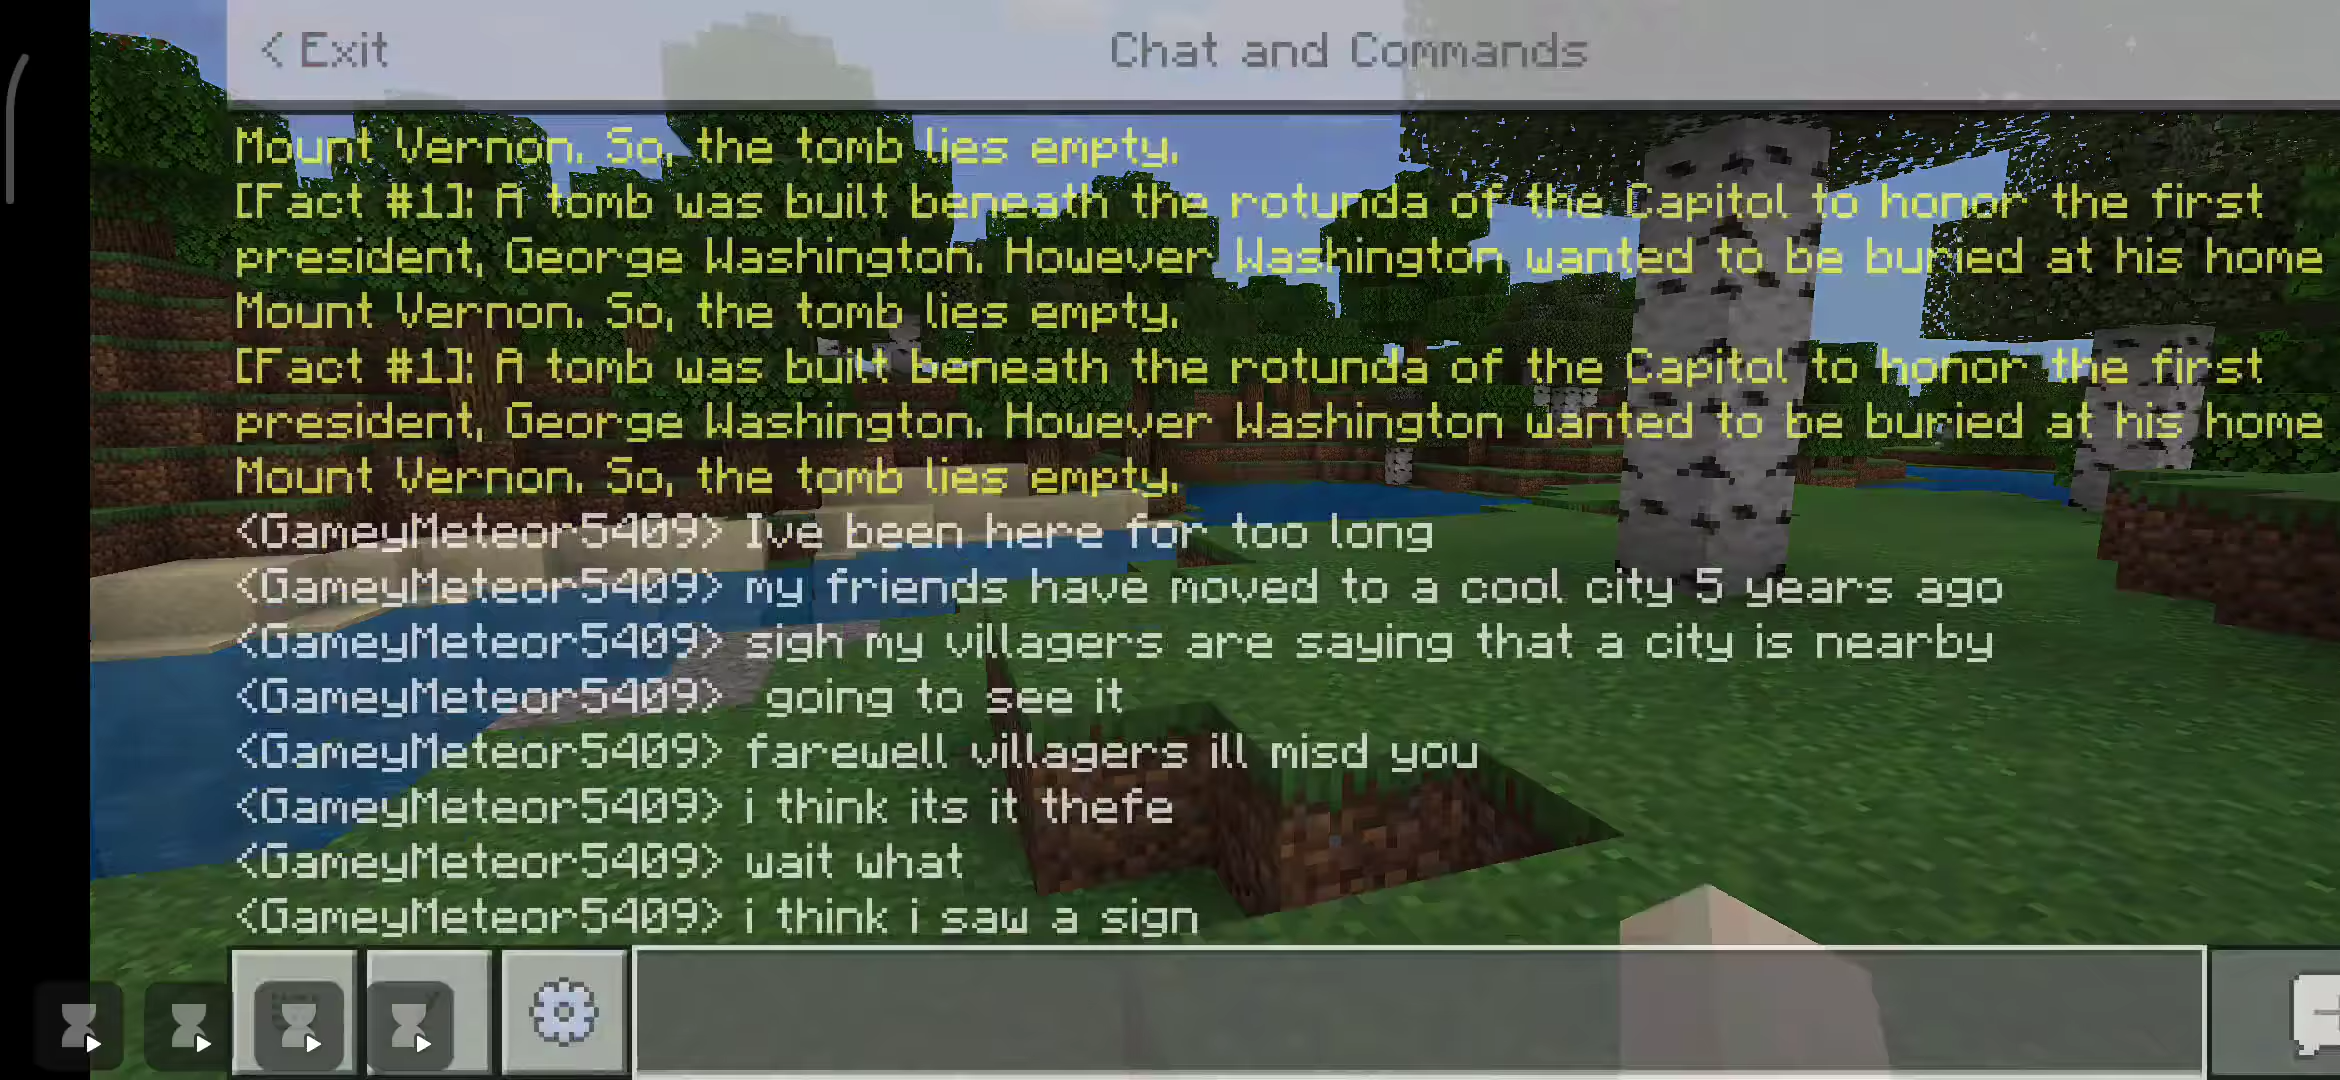 < Exit
Chat and Commands
Mount Vernon. So, the tomb lies empty.
[Fact #1]: A tomb was built beneath the rotunda of the Capitol to honor the first
president, George Washington. However Washington wanted to be buried at his home
Mount Vernon. So, the tomb lies empty.
[Fact #1]: A tomb was built beneath the rotunda of the Capitol to honor the first
president, George Washington. However Washington wanted to be buried at his home
Mount Vernon. So, the tomb lies empty.
<GameyMeteor5409> Ive been here for too long
<GameyMeteor5409> my friends have moved to a cool city 5 years ago
<GameyMeteor5409> sigh my villagers are saying that a city is nearby
<GameyMeteor5409> going to see it
<GameyMeteor5409> farewell villagers ill misd you
<GameyMeteor5409> i think its it thefe
<GameyMeteor5409> wait what
<GameyMeteor5409> i think i saw a sign